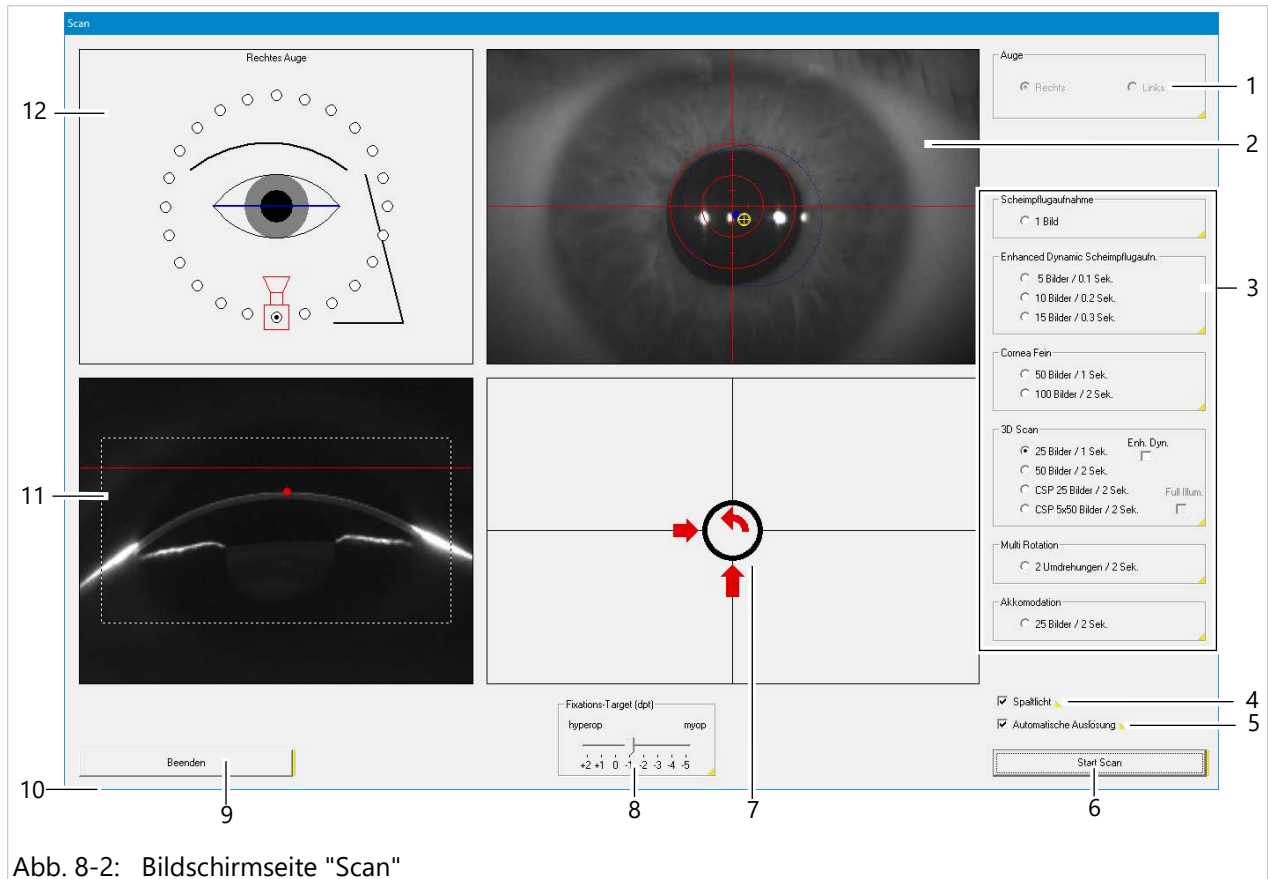 Scan
Rechtes Auge
Auge
Rechts Links
Scheimpflugaufnahme
1 Bild
Enhanced Dynamic Scheimpflugaufn.
5 Bilder / 0.1 Sek.
10 Bilder / 0.2 Sek.
15 Bilder / 0.3 Sek.
Cornea Fein
50 Bilder / 1 Sek.
100 Bilder / 2 Sek.
3D Scan
Enh. Dyn.
25 Bilder / 1 Sek.
50 Bilder / 2 Sek.
CSP 25 Bilder / 2 Sek. Full Illum.
CSP 5x50 Bilder / 2 Sek.
Multi Rotation
2 Umdrehungen / 2 Sek.
Akkomodation
25 Bilder / 2 Sek.
Spaltlicht
Automatische Auslösung
Start Scan
Fixations-Target (dpt)
hyperop myop
+2 +1 0 -1 -2 -3 -4 -5
Beenden
1
2
3
4
5
6
7
8
9
10
11
12
Abb. 8-2: Bildschirmseite "Scan"